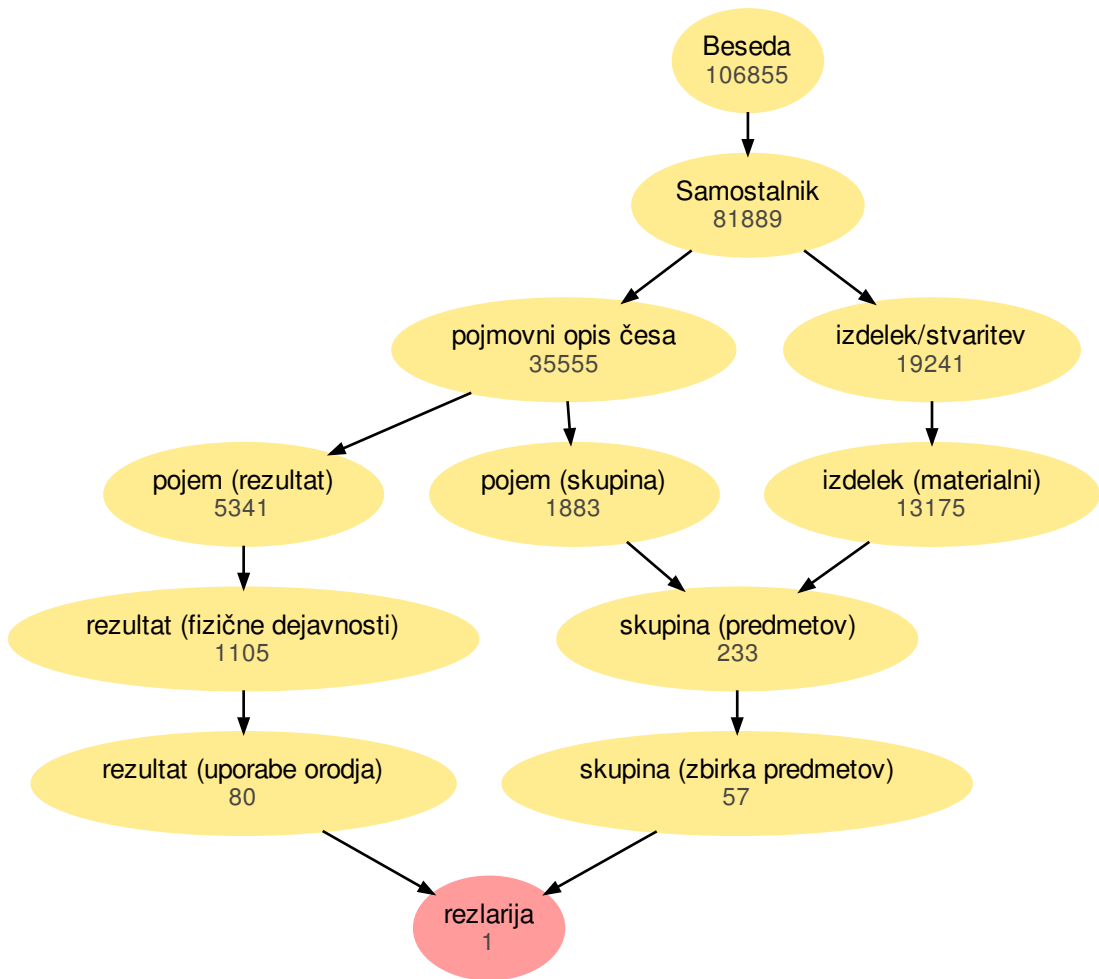 Beseda
106855
Samostalnik
81889
pojmovni opis česa
35555
izdelek/stvaritev
19241
pojem (rezultat)
5341
pojem (skupina)
1883
izdelek (materialni)
13175
rezultat (fizične dejavnosti)
1105
skupina (predmetov)
233
rezultat (uporabe orodja)
80
skupina (zbirka predmetov)
57
rezlarija
1